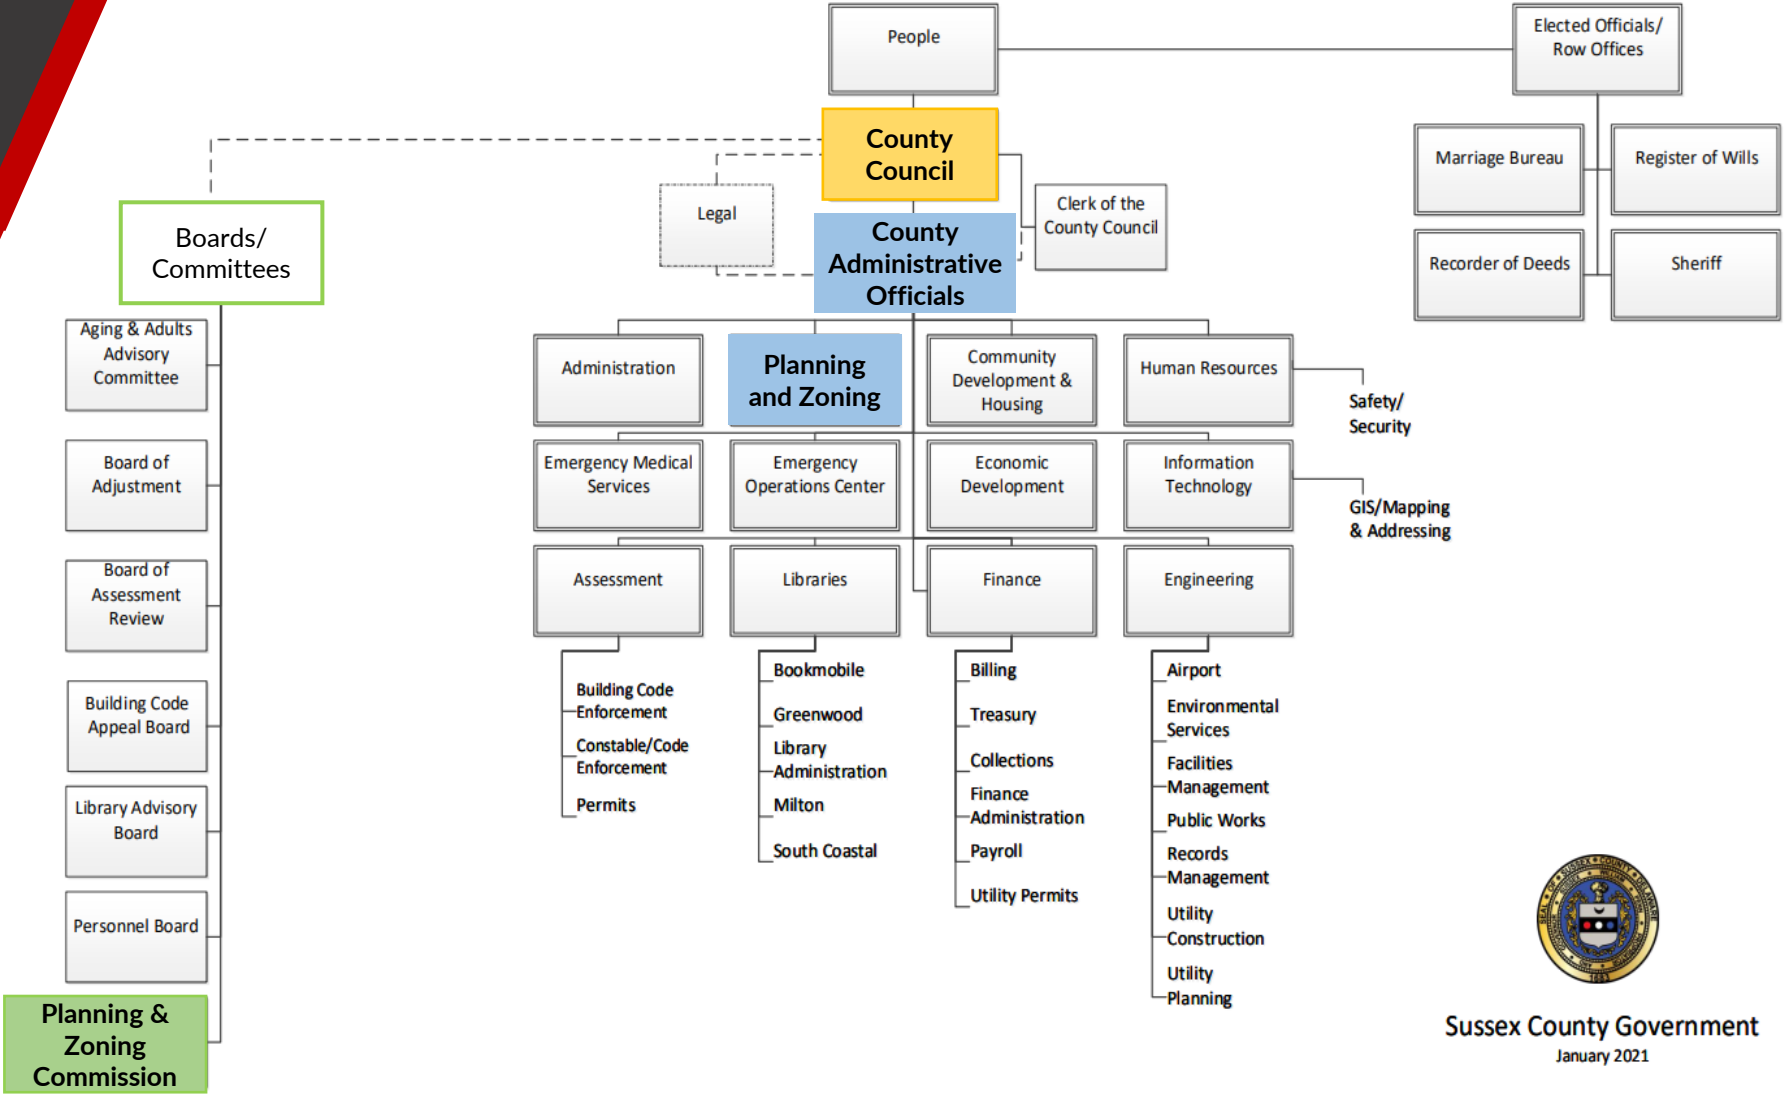 People
Elected Officials/
Row Offices
County
Council
Marriage Bureau
Register of Wills
Legal
Clerk of the
County Council
Boards/
Committees
County
Administrative
Officials
Recorder of Deeds
Sheriff
Aging & Adults
Advisory
Committee
Board of
Adjustment
Board of
Assessment
Review
Building Code
Appeal Board
Library Advisory
Board
Personnel Board
Planning &
Zoning
Commission
Administration
Planning
and Zoning
Community
Development &
Housing
Human Resources
Safety/
Security
Emergency Medical
Services
Emergency
Operations Center
Economic
Development
Information
Technology
GIS/Mapping
& Addressing
Assessment
Libraries
Finance
Engineering
Building Code
Enforcement
Constable/Code
Enforcement
Permits
Bookmobile
Greenwood
Library
Administration
Milton
South Coastal
Billing
Treasury
Collections
Finance
Administration
Payroll
Utility Permits
Airport
Environmental
Services
Facilities
Management
Public Works
Records
Management
Utility
Construction
Utility
Planning
SEAL OF SUSSEX COUNTY DELAWARE
1683
Sussex County Government
January 2021